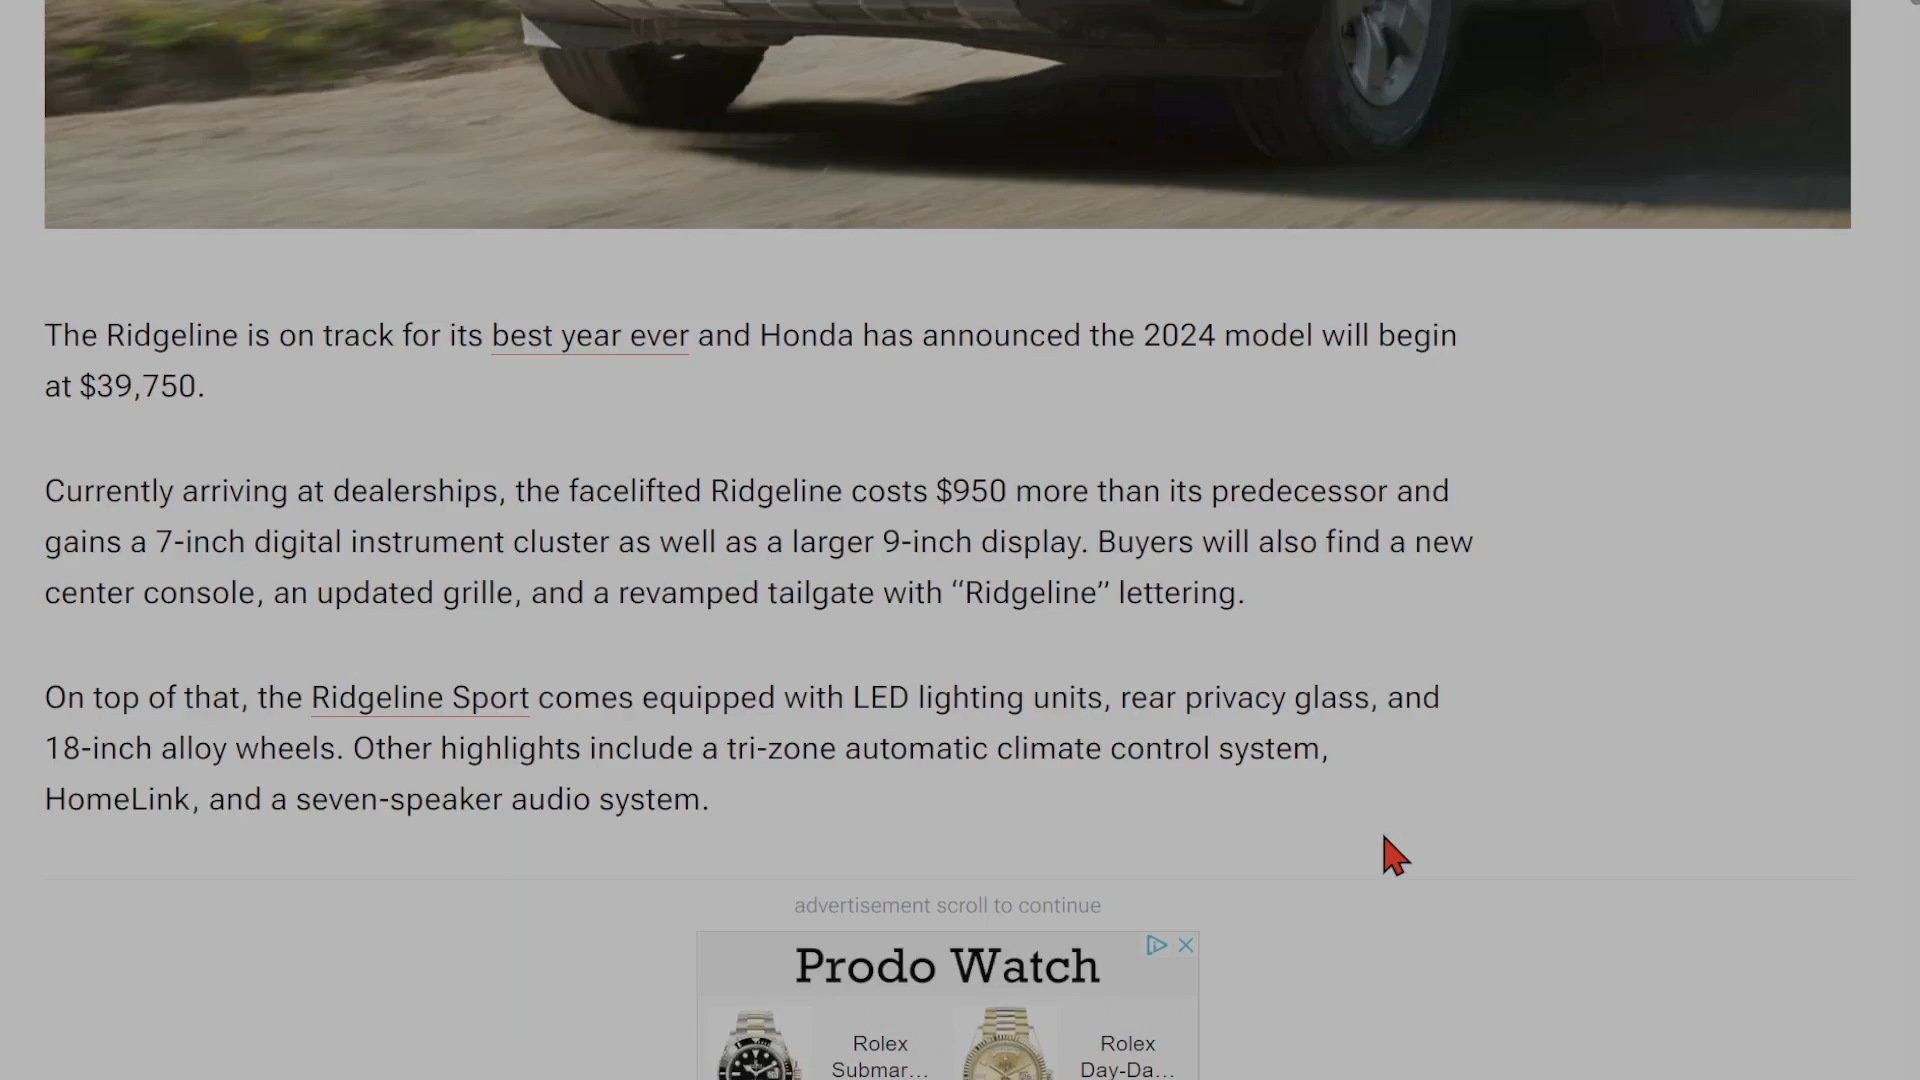 The Ridgeline is on track for its best year ever and Honda has announced the 2024 model will begin
at $39,750.
Currently arriving at dealerships, the facelifted Ridgeline costs $950 more than its predecessor and
gains a 7-inch digital instrument cluster as well as a larger 9-inch display. Buyers will also find a new
center console, an updated grille, and a revamped tailgate with “Ridgeline” lettering.
On top of that, the Ridgeline Sport comes equipped with LED lighting units, rear privacy glass, and
18-inch alloy wheels. Other highlights include a tri-zone automatic climate control system,
HomeLink, and a seven-speaker audio system.
advertisement scroll to continue
Prodo Watch
Rolex
Submar...
Rolex
Day-Da...